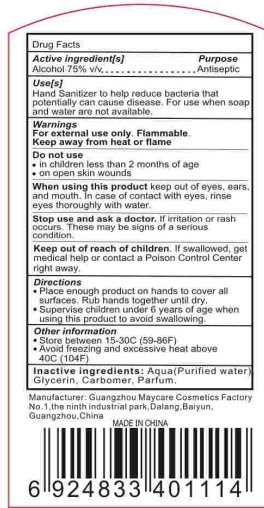 Drug Facts
Active ingredient[s] Purpose
Alcohol 75% v/v. . . . . . . . . . . . . . . .Antiseptic
Use[s]
Hand Sanitizer to help reduce bacteria that
potentially can cause disease. For use when soap
and water are not available.
Warnings
For external use only. Flammable.
Keep away from heat or flame
Do not use
• in children less than 2 months of age
• on open skin wounds
When using this product keep out of eyes, ears,
and mouth. In case of contact with eyes, rinse
eyes thoroughly with water.
Stop use and ask a doctor. If irritation or rash
occurs. These may be signs of a serious
condition.
Keep out of reach of children. If swallowed, get
medical help or contact a Poison Control Center
right away.
Directions
• Place enough product on hands to cover all
surfaces. Rub hands together until dry.
• Supervise children under 6 years of age when
using this product to avoid swallowing.
Other information
• Store between 15-30C (59-86F)
• Avoid freezing and excessive heat above
40C (104F)
Inactive ingredients: Aqua(Purified water)
Glycerin, Carbomer, Parfum.
Manufacturer: Guangzhou Maycare Cosmetics Factory
No.1,the ninth industrial park,Dalang,Baiyun,
Guangzhou,China
MADE IN CHINA
6 924833 401114